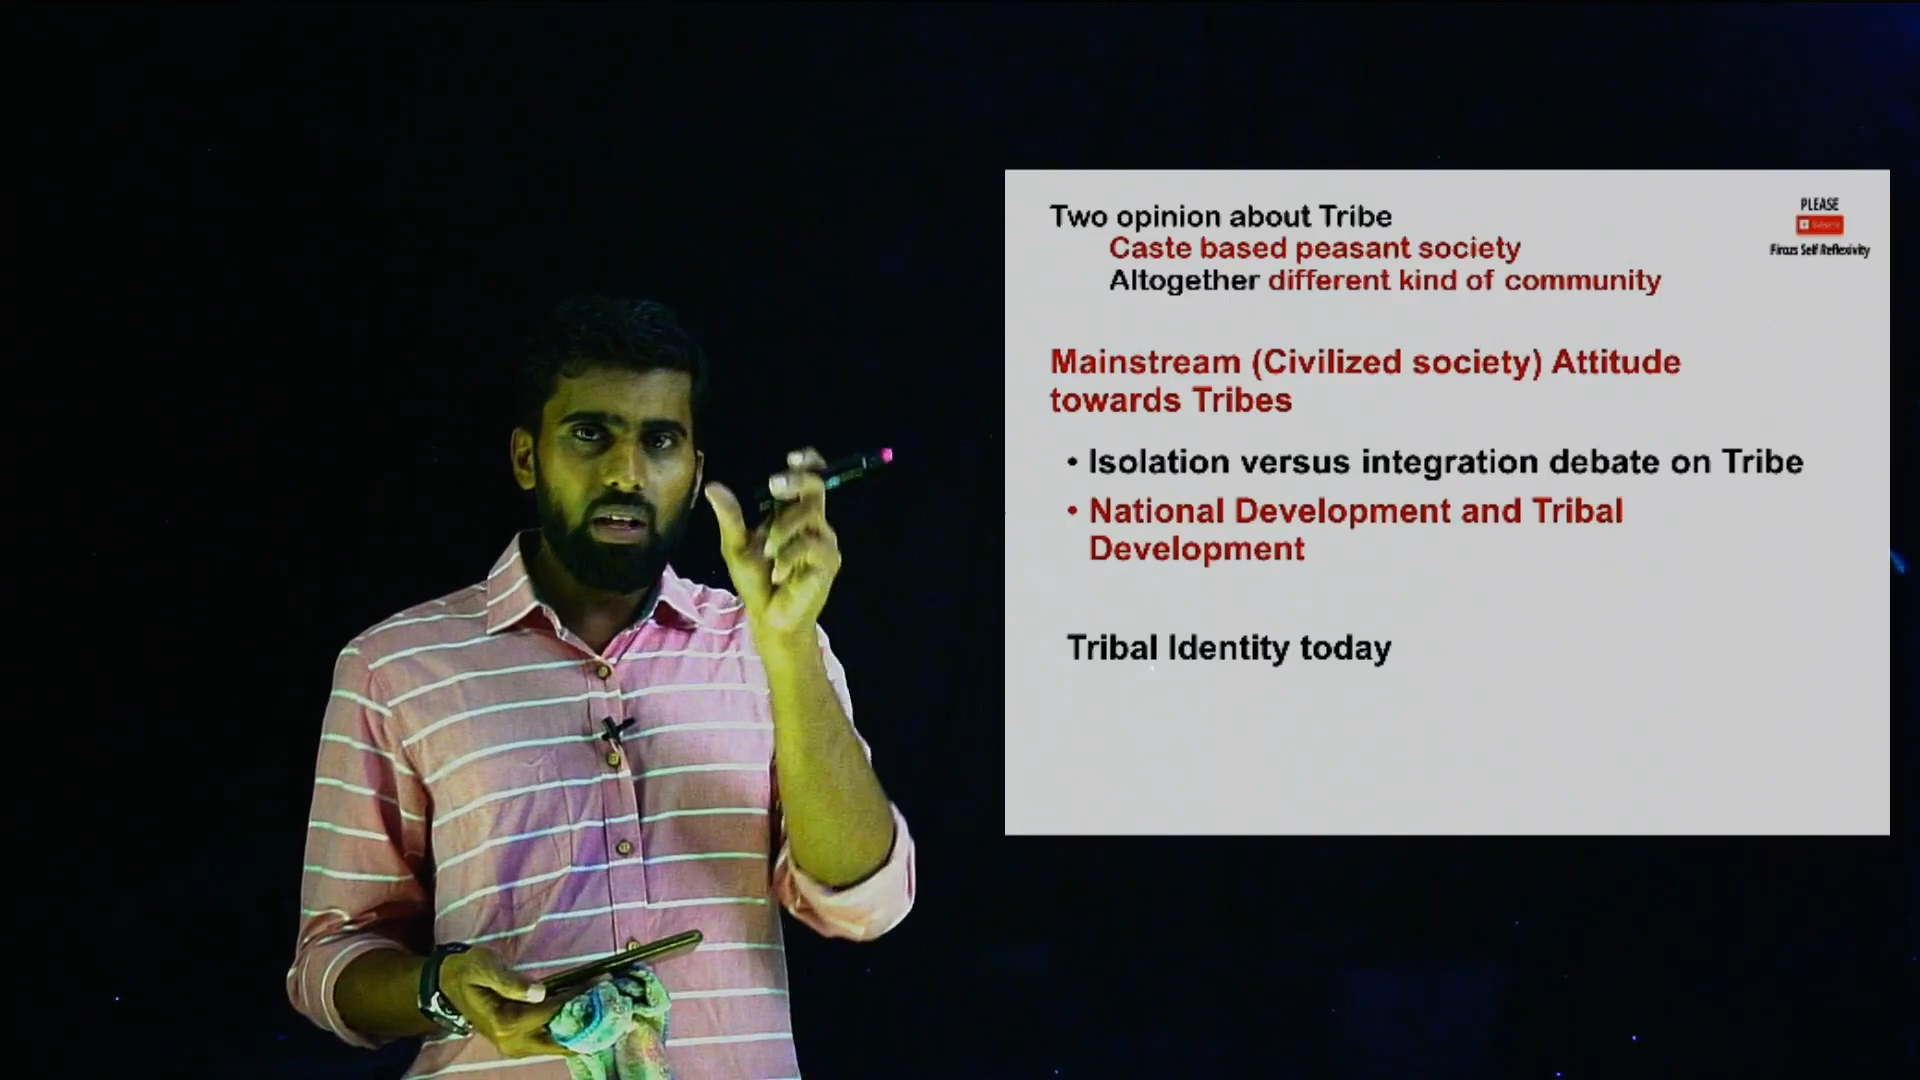 Two opinion about Tribe
Caste based peasant society
Altogether different kind of community
PLEASE
Firozs Self Reflexivity
Mainstream (Civilized society) Attitude
towards Tribes
• Isolation versus integration debate on Tribe
• National Development and Tribal
Development
Tribal Identity today